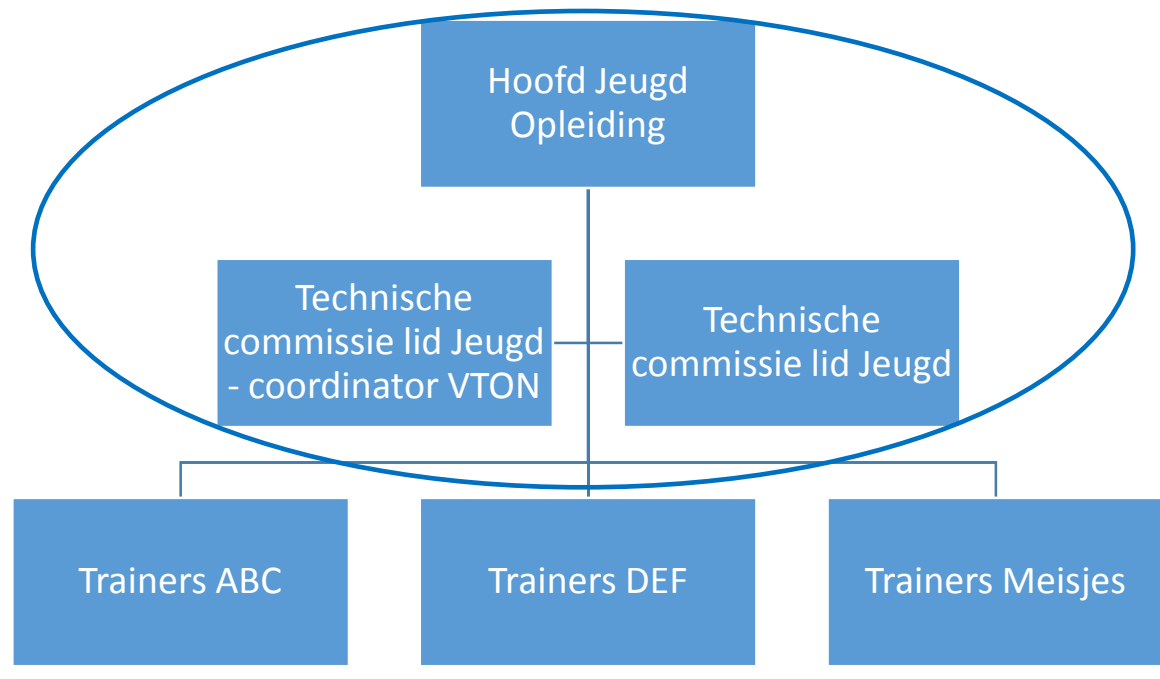 Hoofd Jeugd
Opleiding
Technische
commissie lid Jeugd
- coordinator VTON
Technische
commissie lid Jeugd
Trainers ABC
Trainers DEF
Trainers Meisjes